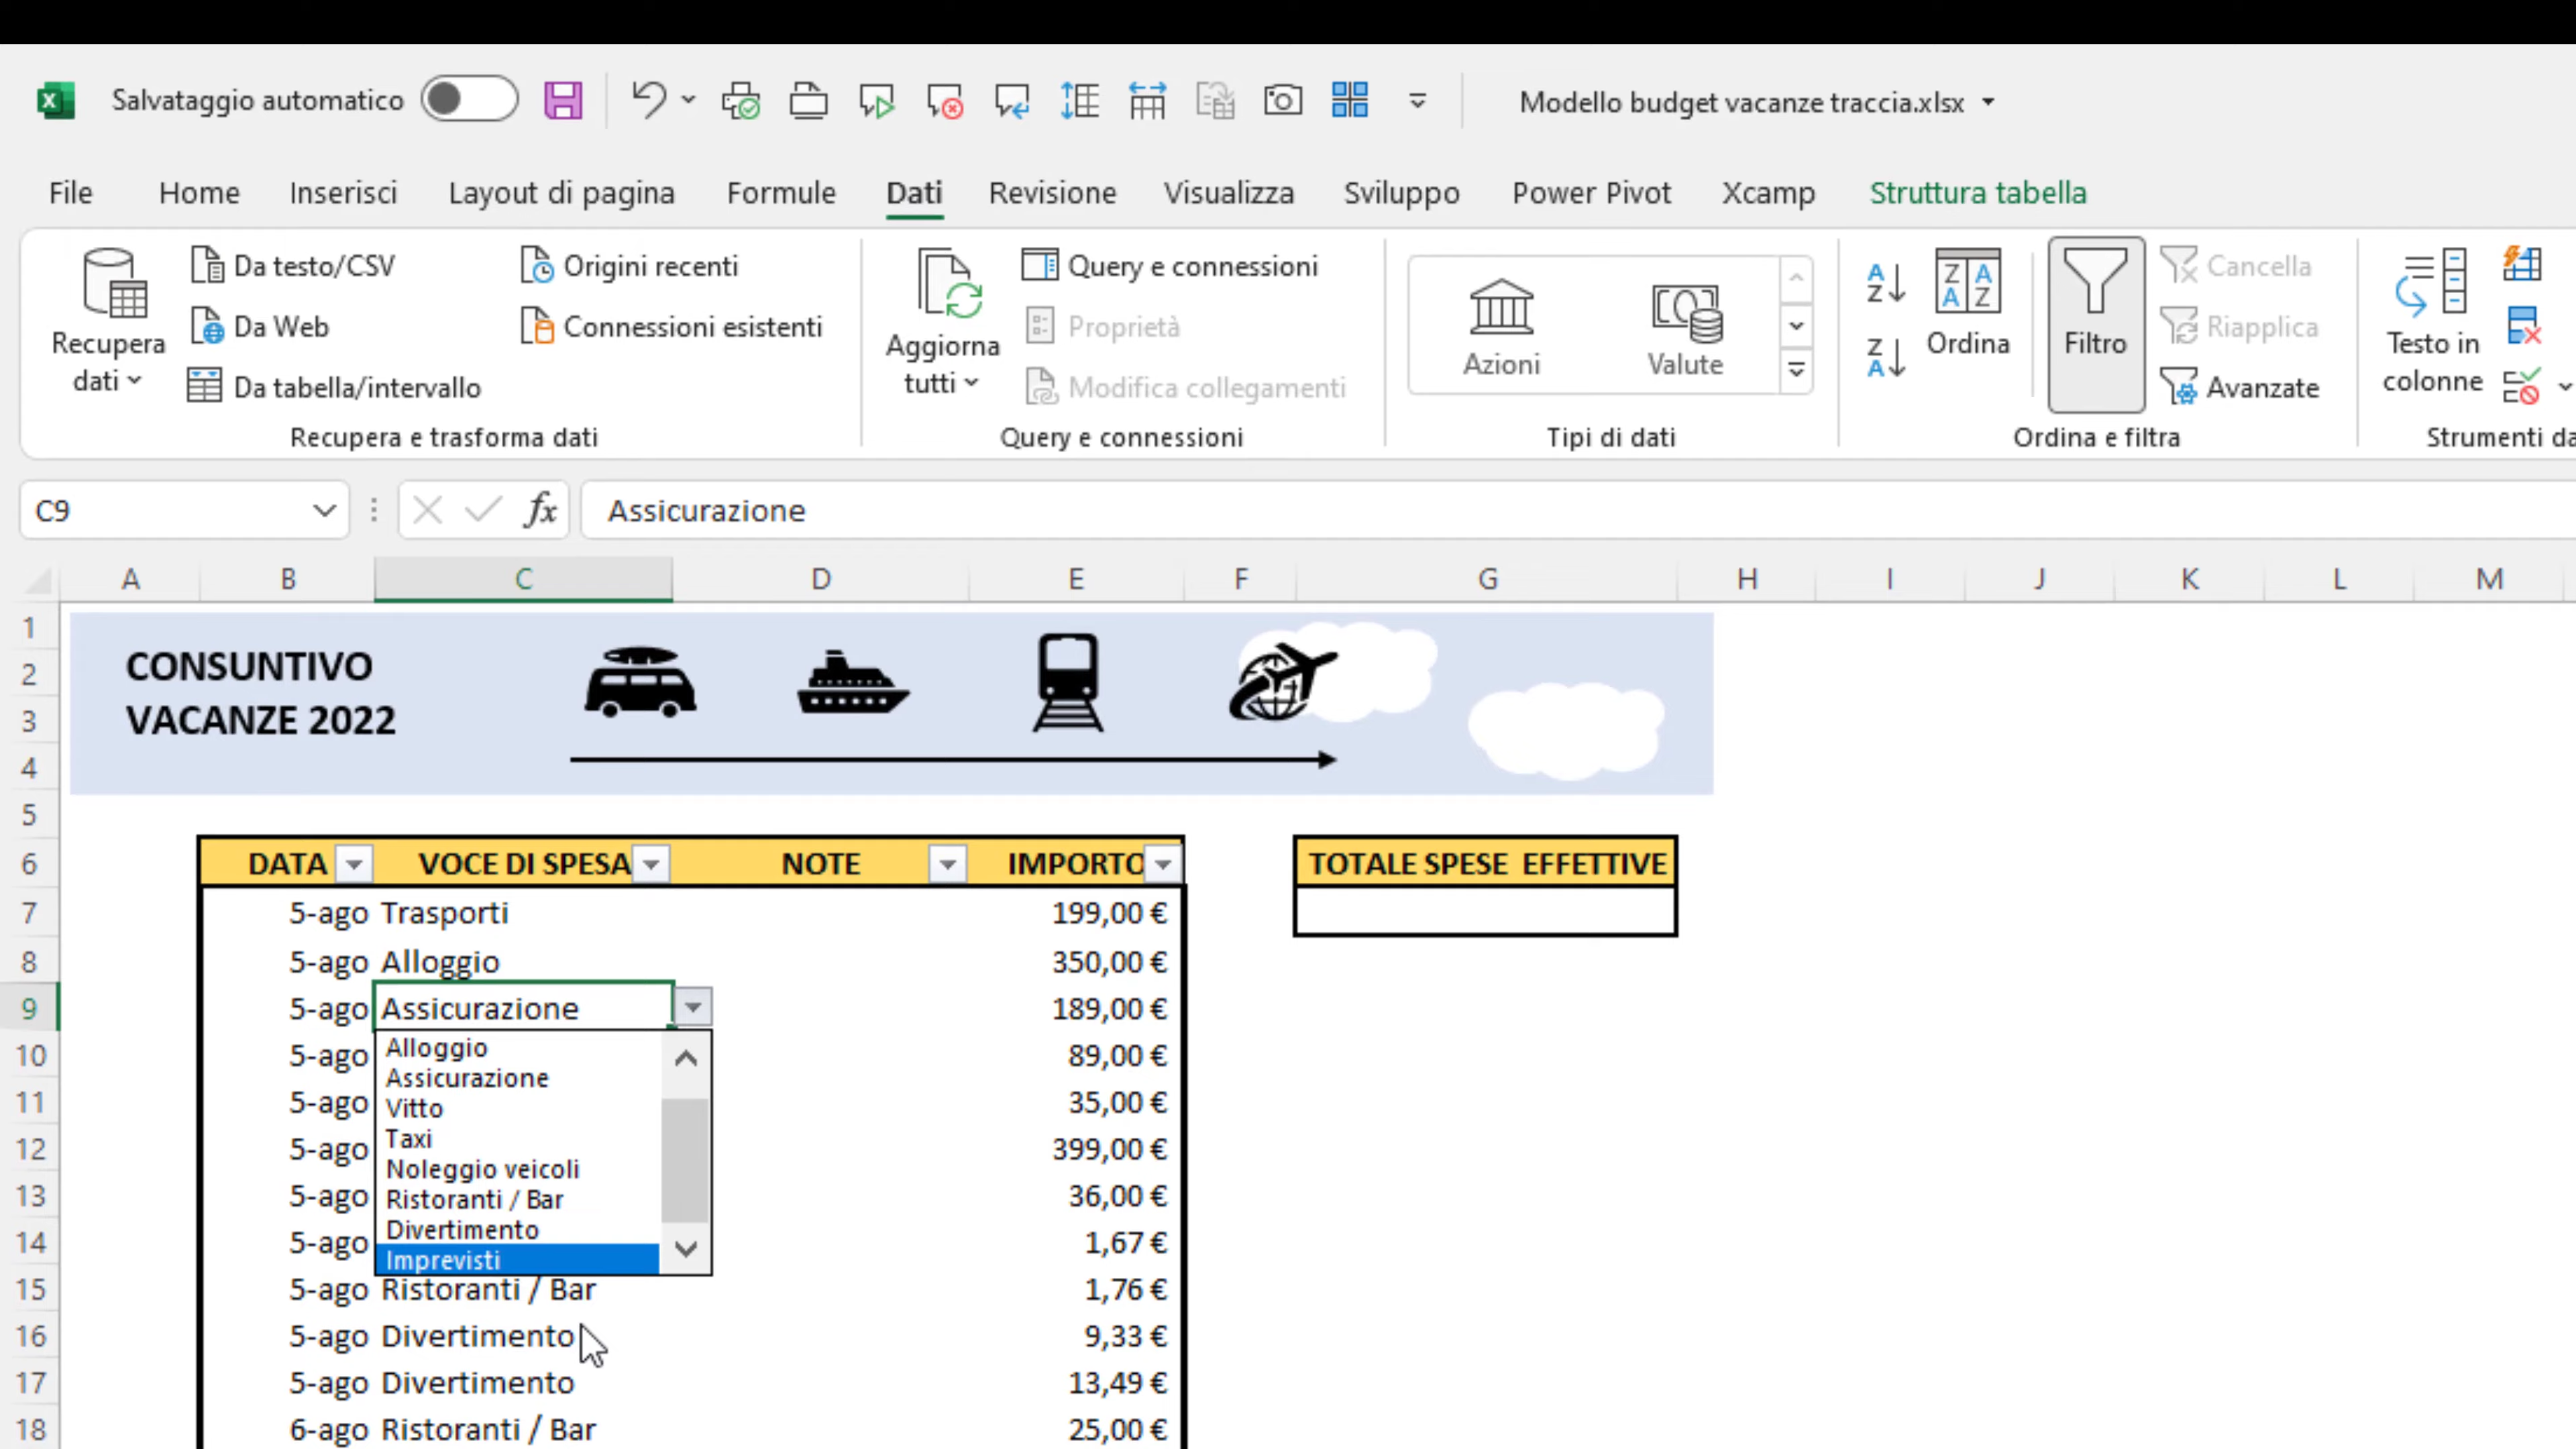 Salvataggio automatico
Modello budget vacanze traccia.xlsx
File Home Inserisci Layout di pagina Formule Dati Revisione Visualizza Sviluppo Power Pivot Xcamp Struttura tabella
Recupera dati
Da testo/CSV
Da Web
Da tabella/intervallo
Origini recenti
Connessioni esistenti
Recupera e trasforma dati
Aggiorna tutti
Query e connessioni
Proprietà
Modifica collegamenti
Query e connessioni
Azioni
Valute
Tipi di dati
Ordina
Filtro
Cancella
Riapplica
Avanzate
Ordina e filtra
Testo in colonne
Strumenti da
C9 fx Assicurazione
A B C D E F G H I J K L M
1
2 CONSUNTIVO
3 VACANZE 2022
4
5
6 DATA VOCE DI SPESA NOTE IMPORTO TOTALE SPESE EFFETTIVE
7 5-ago Trasporti 199,00 €
8 5-ago Alloggio 350,00 €
9 5-ago Assicurazione 189,00 €
10 5-ago 89,00 €
11 5-ago 35,00 €
12 5-ago 399,00 €
13 5-ago 36,00 €
14 5-ago 1,67 €
Alloggio
Assicurazione
Vitto
Taxi
Noleggio veicoli
Ristoranti / Bar
Divertimento
Imprevisti
15 5-ago Ristoranti / Bar 1,76 €
16 5-ago Divertimento 9,33 €
17 5-ago Divertimento 13,49 €
18 6-ago Ristoranti / Bar 25,00 €